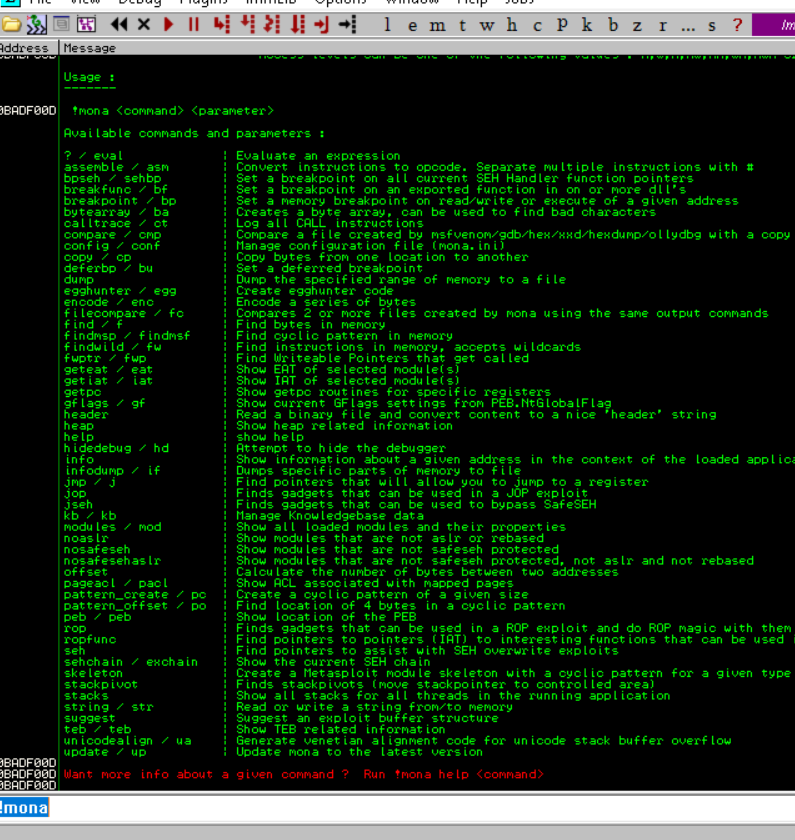 File View Debug Plugins ImmLib Options Window Help Jobs
l e m t w h c P k b z r ... s ? Im
Address Message
0BADF00D Access levels can be one of the following values : R,W,X,RW,RX,WX,RWX or
Usage :
0BADF00D !mona <command> <parameter>
Available commands and parameters :
? / eval | Evaluate an expression
assemble / asm | Convert instructions to opcode. Separate multiple instructions with #
bpseh / sehbp | Set a breakpoint on all current SEH Handler function pointers
breakfunc / bf | Set a breakpoint on an exported function in on or more dll's
breakpoint / bp | Set a memory breakpoint on read/write or execute of a given address
bytearray / ba | Creates a byte array, can be used to find bad characters
calltrace / ct | Log all CALL instructions
compare / cmp | Compare a file created by msfvenom/gdb/hex/xxd/hexdump/ollydbg with a copy
config / conf | Manage configuration file (mona.ini)
copy / cp | Copy bytes from one location to another
deferbp / bu | Set a deferred breakpoint
dump | Dump the specified range of memory to a file
egghunter / egg | Create egghunter code
encode / enc | Encode a series of bytes
filecompare / fc | Compares 2 or more files created by mona using the same output commands
find / f | Find bytes in memory
findmsp / findmsf | Find cyclic pattern in memory
findwild / fw | Find instructions in memory, accepts wildcards
fwptr / fwp | Find Writeable Pointers that get called
geteat / eat | Show EAT of selected module(s)
getiat / iat | Show IAT of selected module(s)
getpc | Show getpc routines for specific registers
gflags / gf | Show current GFlags settings from PEB.NtGlobalFlag
header | Read a binary file and convert content to a nice 'header' string
heap | Show heap related information
help | show help
hidedebug / hd | Attempt to hide the debugger
info | Show information about a given address in the context of the loaded applica
infodump / if | Dumps specific parts of memory to file
jmp / j | Find pointers that will allow you to jump to a register
jop | Finds gadgets that can be used in a JOP exploit
jseh | Finds gadgets that can be used to bypass SafeSEH
kb / kb | Manage Knowledgebase data
modules / mod | Show all loaded modules and their properties
noaslr | Show modules that are not aslr or rebased
nosafeseh | Show modules that are not safeseh protected
nosafesehaslr | Show modules that are not safeseh protected, not aslr and not rebased
offset | Calculate the number of bytes between two addresses
pageacl / pacl | Show ACL associated with mapped pages
pattern_create / pc | Create a cyclic pattern of a given size
pattern_offset / po | Find location of 4 bytes in a cyclic pattern
peb / peb | Show location of the PEB
rop | Finds gadgets that can be used in a ROP exploit and do ROP magic with them
ropfunc | Find pointers to pointers (IAT) to interesting functions that can be used
seh | Find pointers to assist with SEH overwrite exploits
sehchain / exchain | Show the current SEH chain
skeleton | Create a Metasploit module skeleton with a cyclic pattern for a given type
stackpivot | Finds stackpivots (move stackpointer to controlled area)
stacks | Show all stacks for all threads in the running application
string / str | Read or write a string from/to memory
suggest | Suggest an exploit buffer structure
teb / teb | Show TEB related information
unicodealign / ua | Generate venetian alignment code for unicode stack buffer overflow
update / up | Update mona to the latest version
0BADF00D
0BADF00D Want more info about a given command ? Run !mona help <command>
0BADF00D
!mona